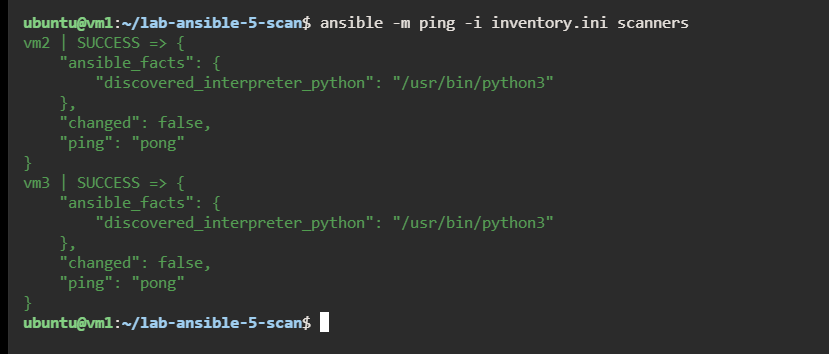 ubuntu@vm1:~/lab-ansible-5-scan$ ansible -m ping -i inventory.ini scanners
vm2 | SUCCESS => {
    "ansible_facts": {
        "discovered_interpreter_python": "/usr/bin/python3"
    },
    "changed": false,
    "ping": "pong"
}
vm3 | SUCCESS => {
    "ansible_facts": {
        "discovered_interpreter_python": "/usr/bin/python3"
    },
    "changed": false,
    "ping": "pong"
}
ubuntu@vm1:~/lab-ansible-5-scan$